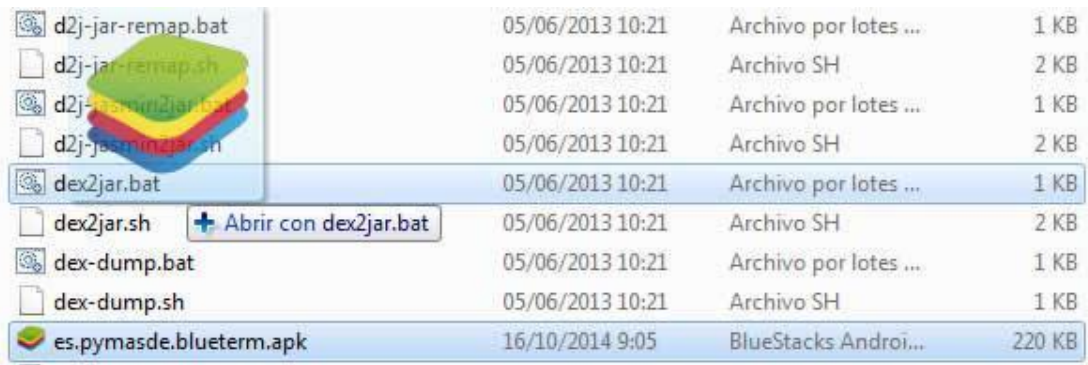 d2j-jar-remap.bat 05/06/2013 10:21 Archivo por lotes ... 1 KB
d2j-jar-remap.sh 05/06/2013 10:21 Archivo SH 2 KB
d2j-jasmin2jar.bat 05/06/2013 10:21 Archivo por lotes ... 1 KB
d2j-jasmin2jar.sh 05/06/2013 10:21 Archivo SH 2 KB
dex2jar.bat 05/06/2013 10:21 Archivo por lotes ... 1 KB
dex2jar.sh Abrir con dex2jar.bat 05/06/2013 10:21 Archivo SH 2 KB
dex-dump.bat 05/06/2013 10:21 Archivo por lotes ... 1 KB
dex-dump.sh 05/06/2013 10:21 Archivo SH 1 KB
es.pymasde.blueterm.apk 16/10/2014 9:05 BlueStacks Androi... 220 KB